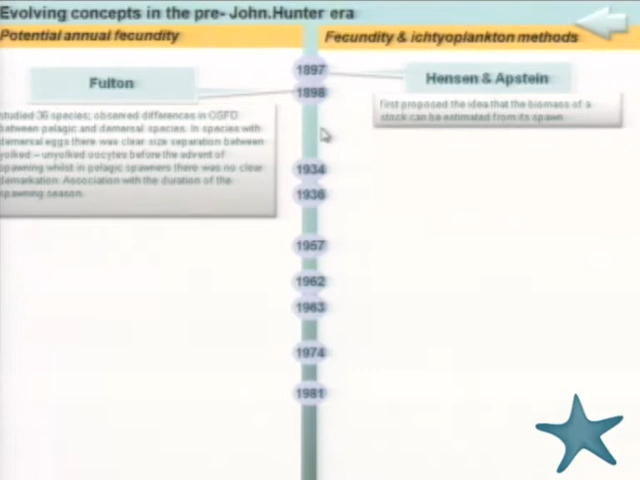 Evolving concepts in the pre- John.Hunter era
Potential annual fecundity
Fecundity & ichtyoplankton methods
Fulton
studied 36 species; observed differences in OSFD
between pelagic and demersal species. In species with
demersal eggs there was clear size separation between
yolked – unyolked oocytes before the advent of
spawning whilst in pelagic spawners there was no clear
demarkation. Association with the duration of the
spawning season.
1897
1898
Hensen & Apstein
first proposed the idea that the biomass of a
stock can be estimated from its spawn
1934
1936
1957
1962
1963
1974
1981